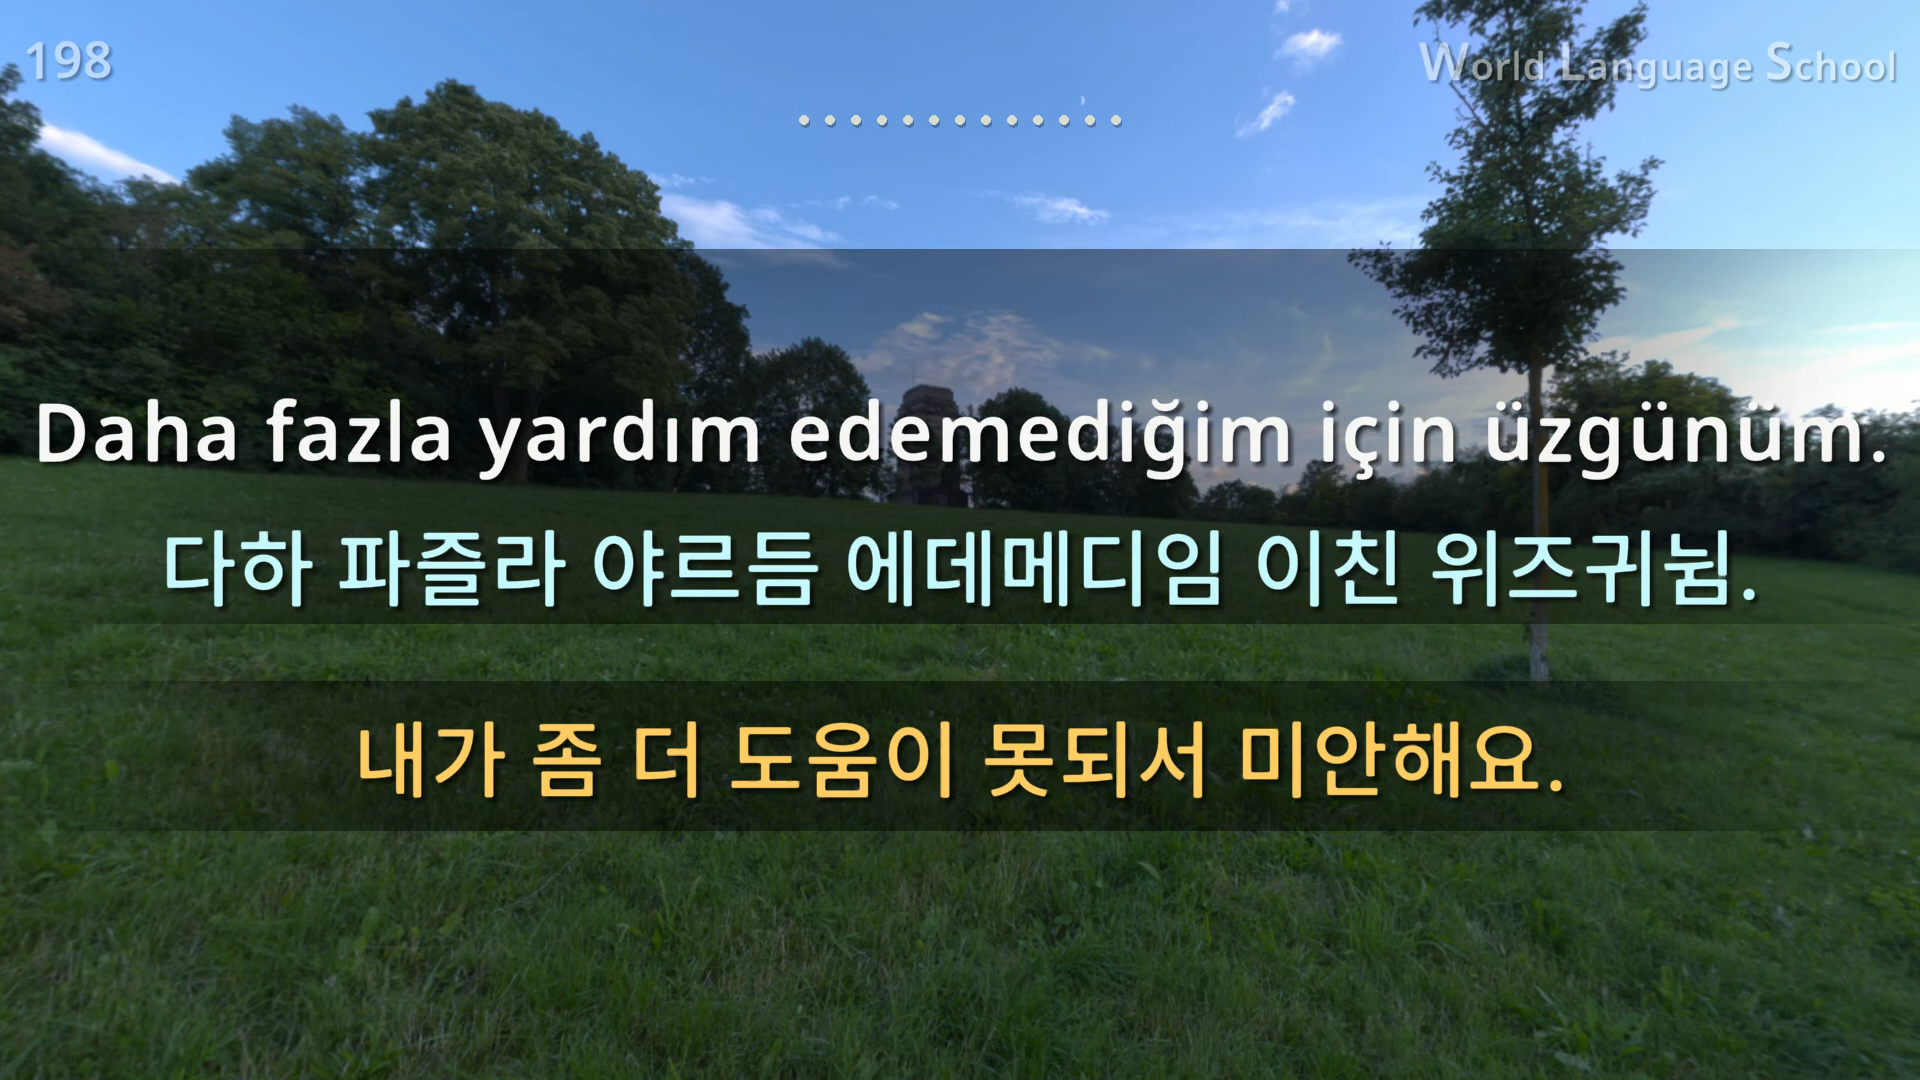 198
World Language School
Daha fazla yardım edemediğim için üzgünüm.
다하 파즐라 야르듬 에데메디임 이친 위즈귀뉨.
내가 좀 더 도움이 못되서 미안해요.